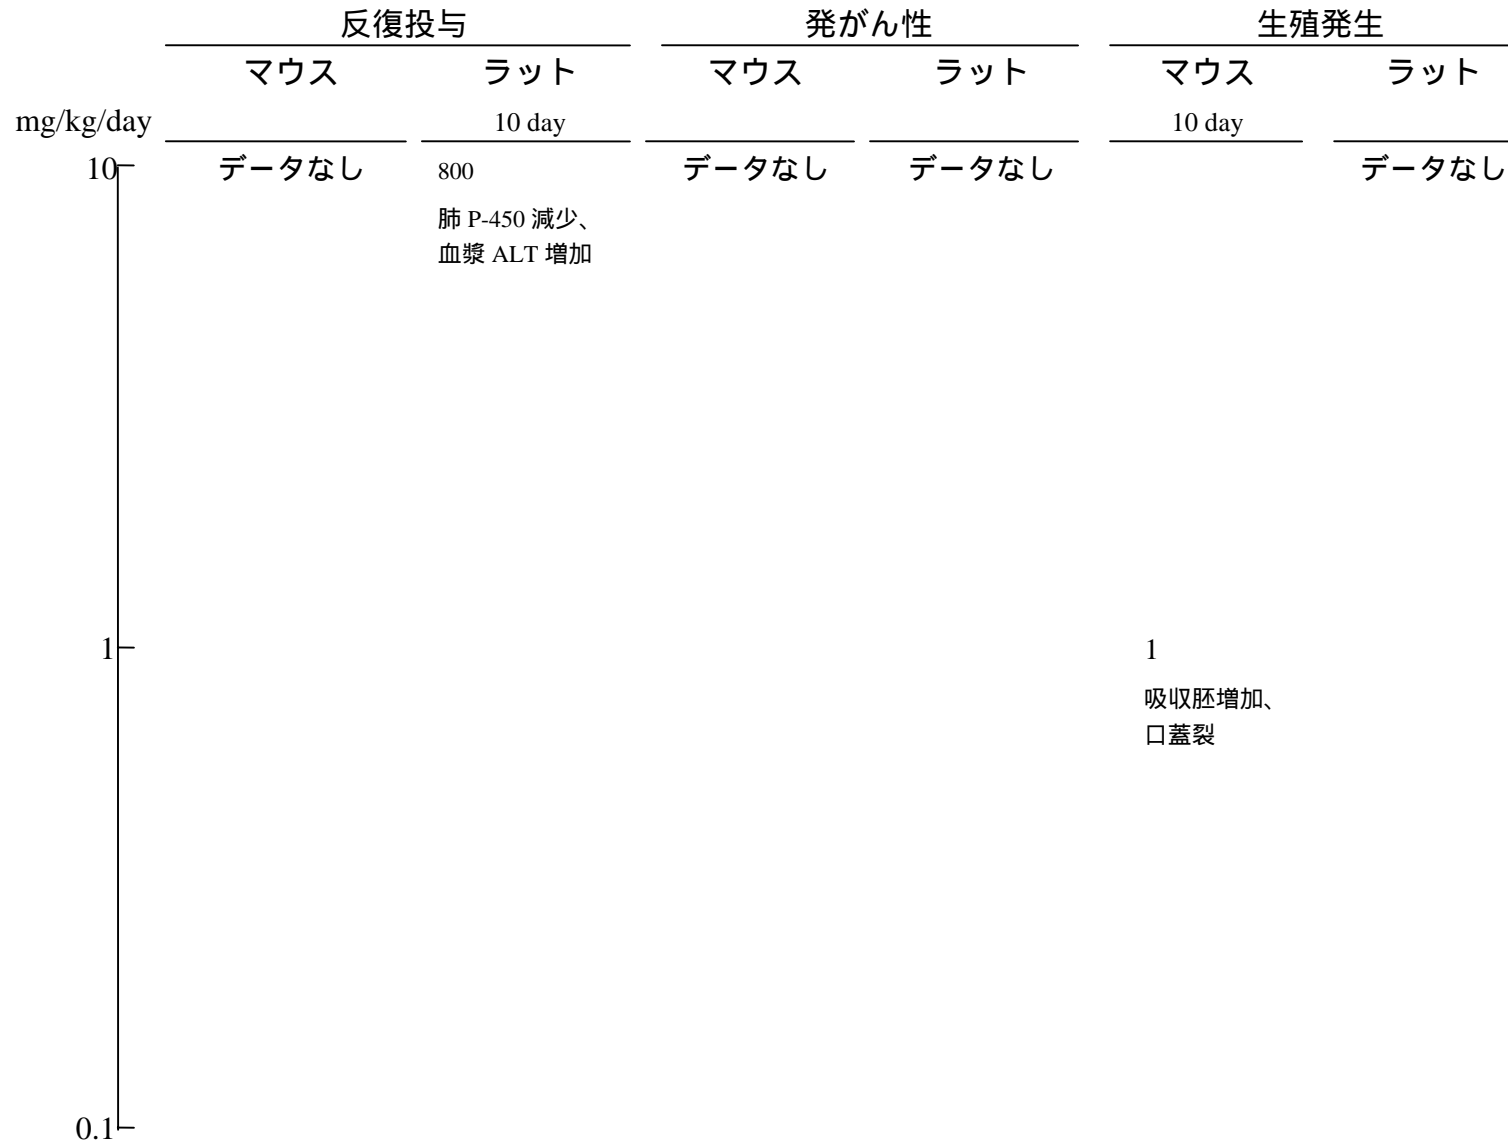 反復投与 発がん性 生殖発生
マウス ラット マウス ラット マウス ラット
mg/kg/day 10 day 10 day
10 データなし 800 データなし データなし データなし
肺 P-450 減少、
血漿 ALT 増加
1 1
吸収胚増加、
口蓋裂
0.1